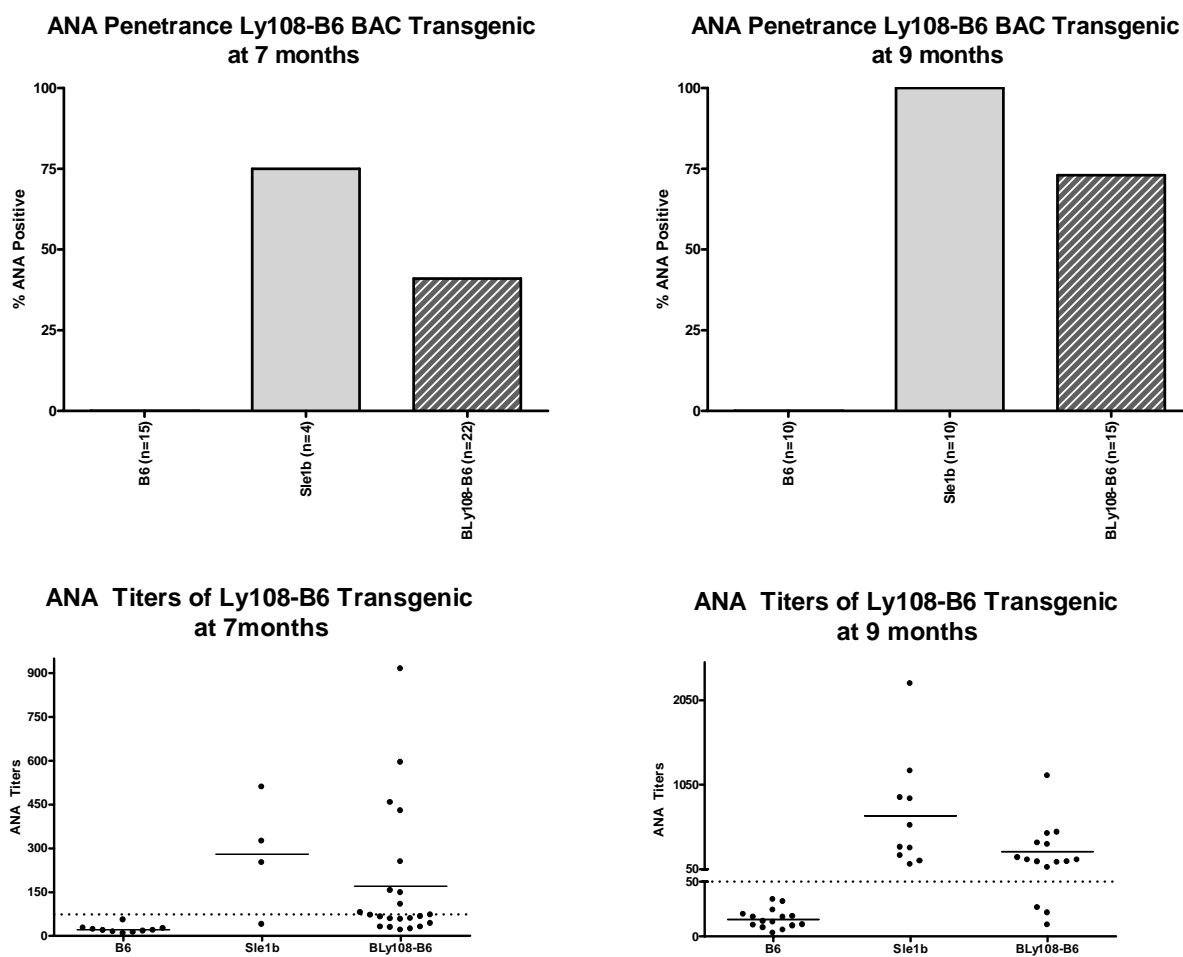 ANA Penetrance Ly108-B6 BAC Transgenic
at 7 months
100
75
50
25
0
% ANA Positive
B6 (n=15)
Sle1b (n=4)
BLy108-B6 (n=22)
ANA Penetrance Ly108-B6 BAC Transgenic
at 9 months
100
75
50
25
0
% ANA Positive
B6 (n=10)
Sle1b (n=10)
BLy108-B6 (n=15)
ANA Titers of Ly108-B6 Transgenic
at 7months
900
750
600
450
300
150
0
ANA Titers
B6
Sle1b
BLy108-B6
ANA Titers of Ly108-B6 Transgenic
at 9 months
2050
1050
50
50
0
ANA Titers
B6
Sle1b
BLy108-B6